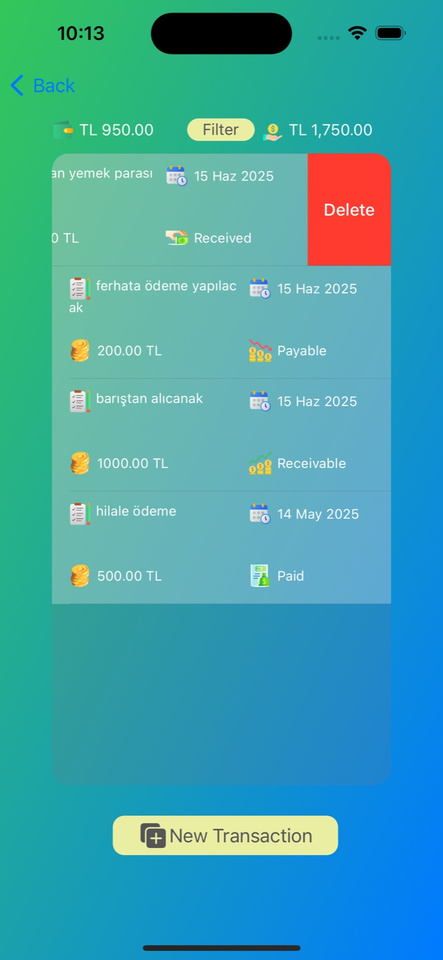 10:13
Back
TL 950.00
Filter
TL 1,750.00
an yemek parası
15 Haz 2025
Delete
0 TL
Received
ferhata ödeme yapılac
ak
15 Haz 2025
200.00 TL
Payable
barıştan alıcanak
15 Haz 2025
1000.00 TL
Receivable
hilale ödeme
14 May 2025
500.00 TL
Paid
New Transaction